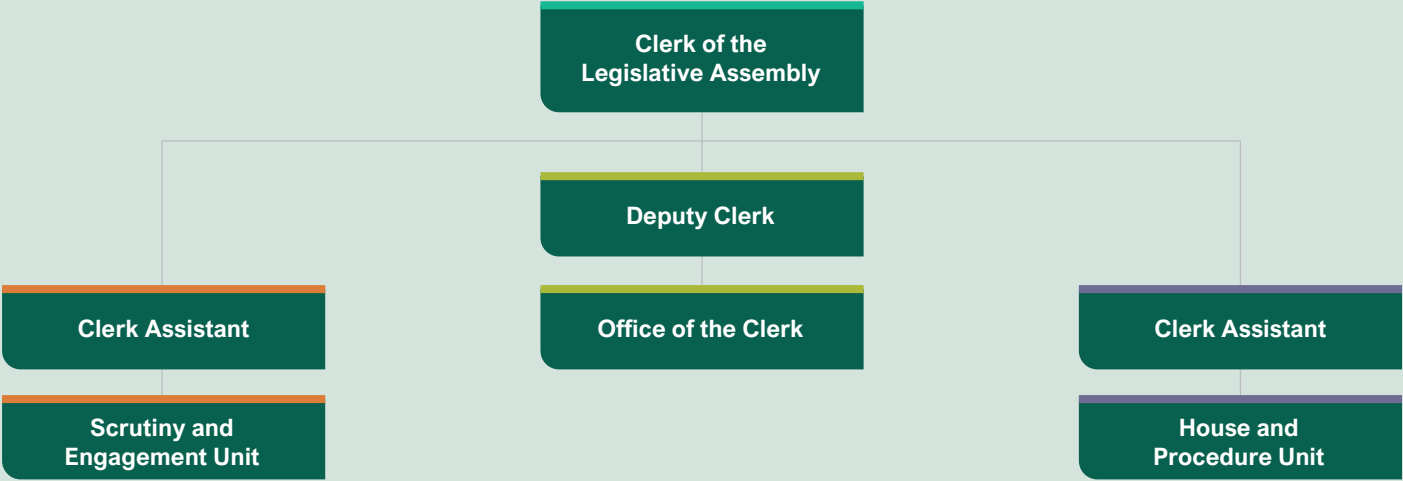 Clerk of the
Legislative Assembly
Deputy Clerk
Clerk Assistant
Office of the Clerk
Clerk Assistant
Scrutiny and
Engagement Unit
House and
Procedure Unit